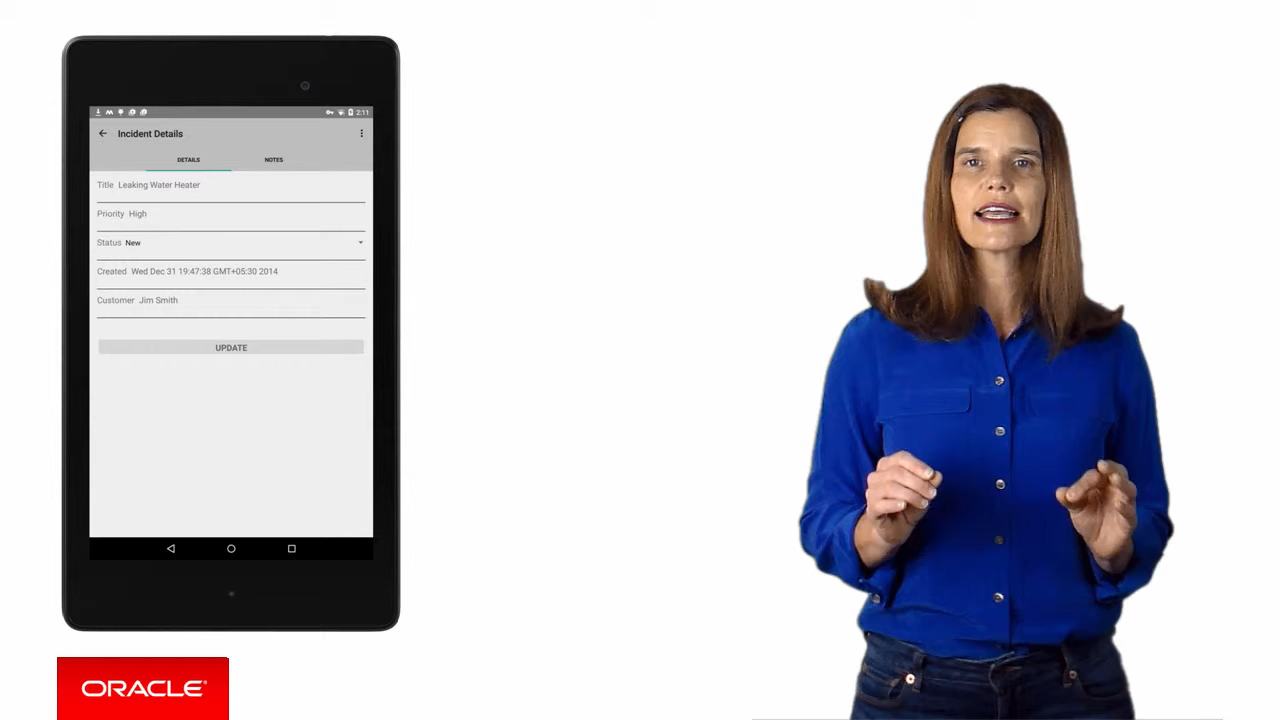 2:11
Incident Details
DETAILS NOTES
Title Leaking Water Heater
Priority High
Status New
Created Wed Dec 31 19:47:38 GMT+05:30 2014
Customer Jim Smith
UPDATE
ORACLE®